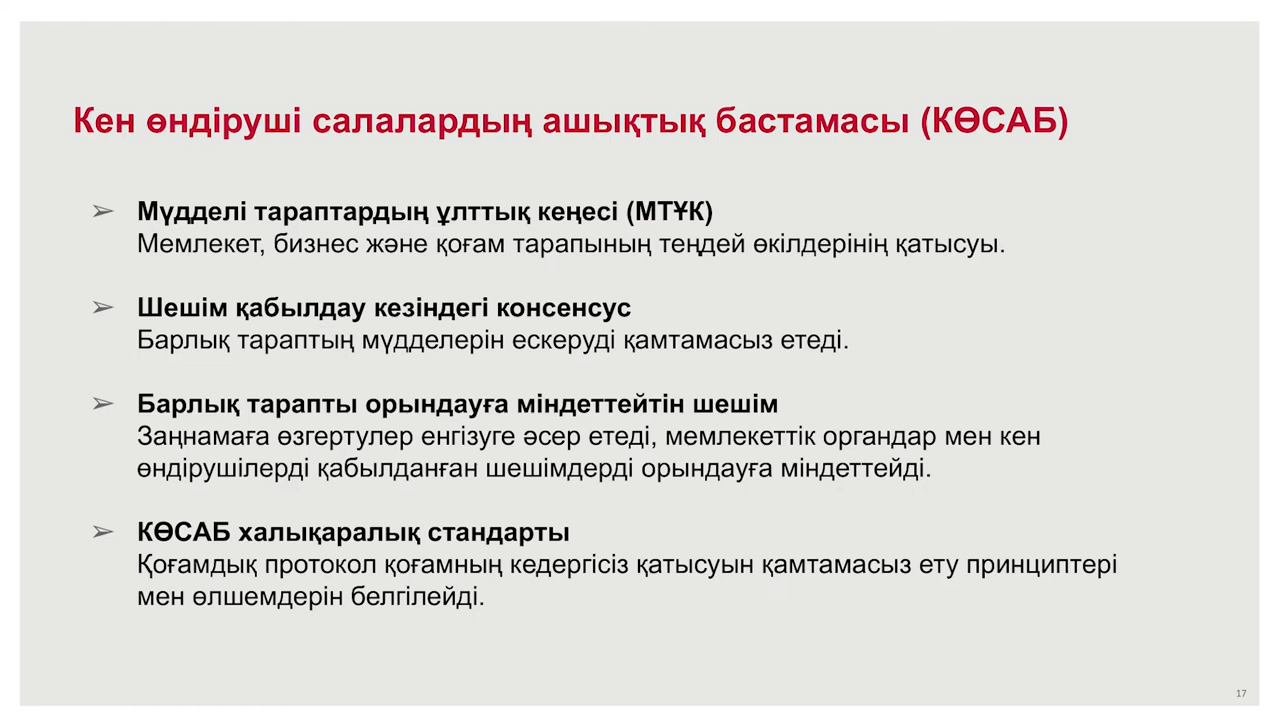 Кен өндіруші салалардың ашықтық бастамасы (КӨСАБ)
➢ Мүдделі тараптардың ұлттық кеңесі (МТҰК)
Мемлекет, бизнес және қоғам тарапының теңдей өкілдерінің қатысуы.
➢ Шешім қабылдау кезіндегі консенсус
Барлық тараптың мүдделерін ескеруді қамтамасыз етеді.
➢ Барлық тарапты орындауға міндеттейтін шешім
Заңнамаға өзгертулер енгізуге әсер етеді, мемлекеттік органдар мен кен
өндірушілерді қабылданған шешімдерді орындауға міндеттейді.
➢ КӨСАБ халықаралық стандарты
Қоғамдық протокол қоғамның кедергісіз қатысуын қамтамасыз ету принциптері
мен өлшемдерін белгілейді.
17